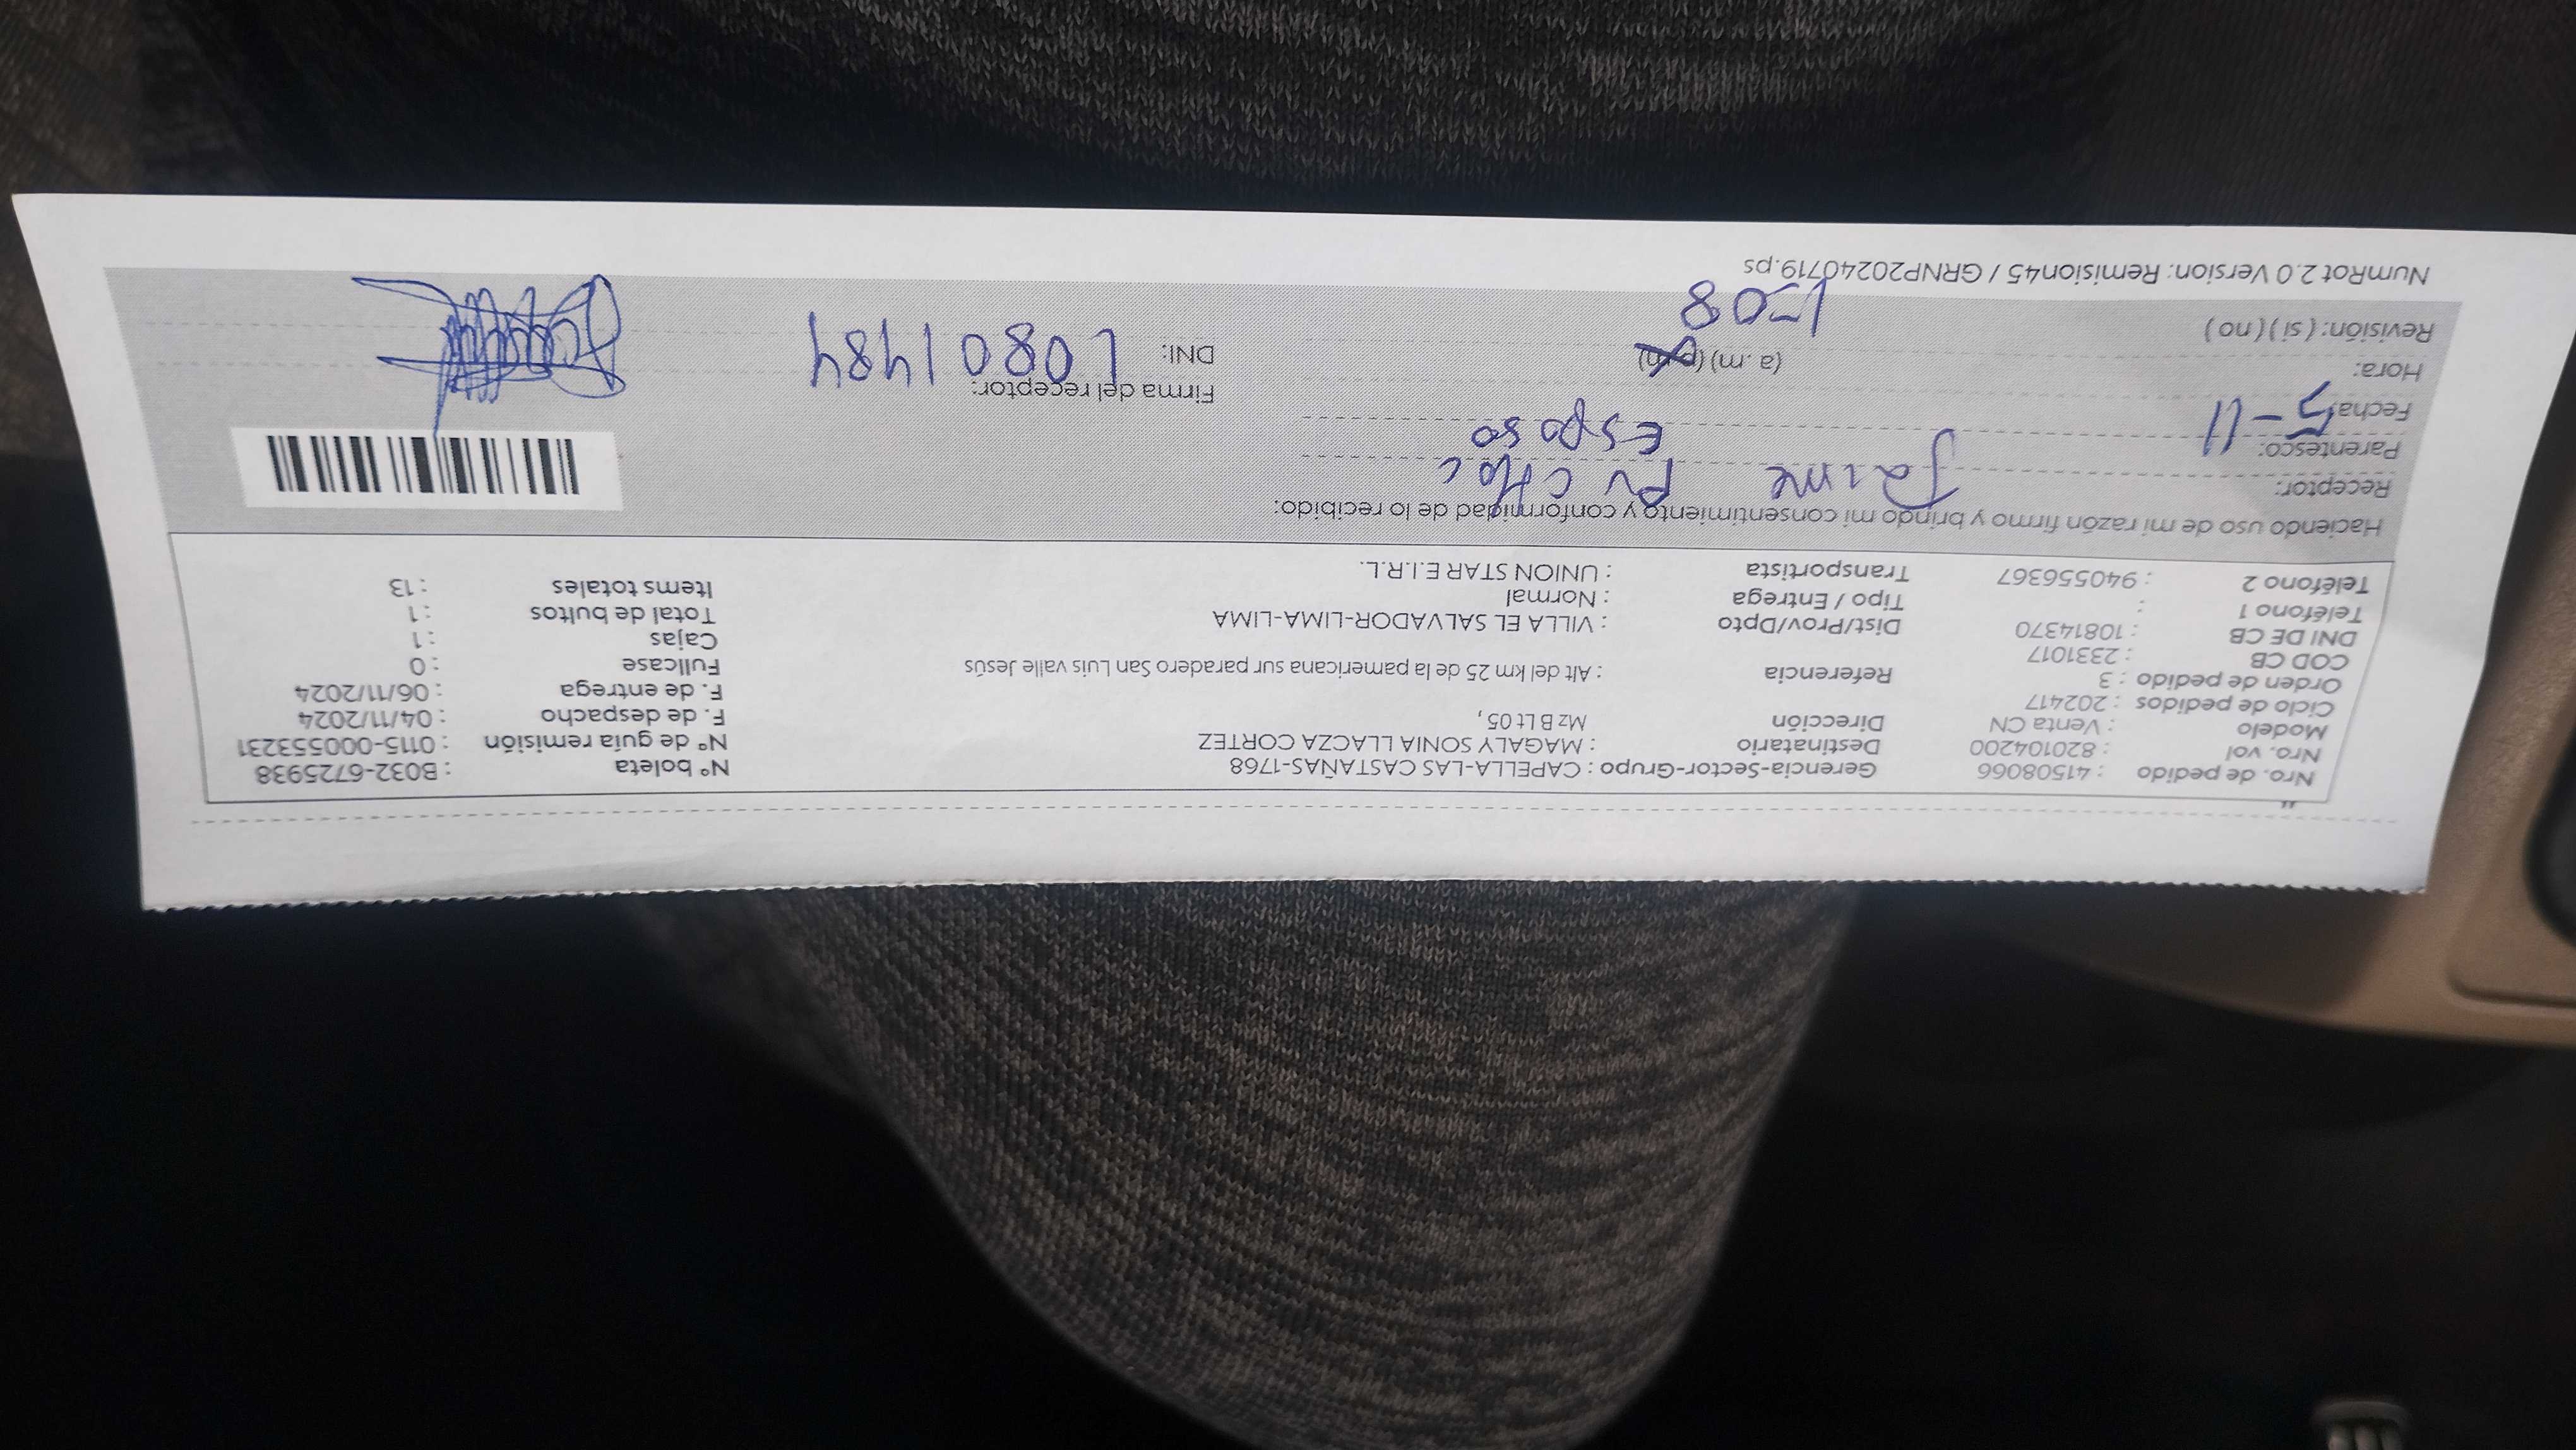 Nro. de pedido : 41508066 Gerencia-Sector-Grupo : CAPELLA-LAS CASTAÑAS-1768 N° boleta : B032-6725938
Nro. vol : 820104200 Destinatario : MAGALY SONIA LLACZA CORTEZ N° de guía remisión : 0115-000553231
Modelo : Venta CN Dirección Mz B Lt 05 , F. de despacho : 04/11/2024
Ciclo de pedidos : 202417 F. de entrega : 06/11/2024
Orden de pedido : 3 Referencia : Alt del km 25 de la pamericana sur paradero San Luis valle Jesús Fullcase : 0
COD CB : 2331017 Cajas : 1
DNI DE CB : 10814370 Dist/Prov/Dpto : VILLA EL SALVADOR-LIMA-LIMA Total de bultos : 1
Teléfono 1 : Tipo / Entrega : Normal Items totales : 13
Teléfono 2 : 940556367 Transportista : UNION STAR E.I.R.L.
Haciendo uso de mi razón firmo y brindo mi consentimiento y conformidad de lo recibido:
Receptor: Jaime
Parentesco: Esposo
Fecha: 5-11 Firma del receptor:
Hora: (a. m) (p.m) DNI:
1-08
Revisión: ( si ) ( no )
NumRot 2.0 Version: Remision45 / GRNP20240719.ps